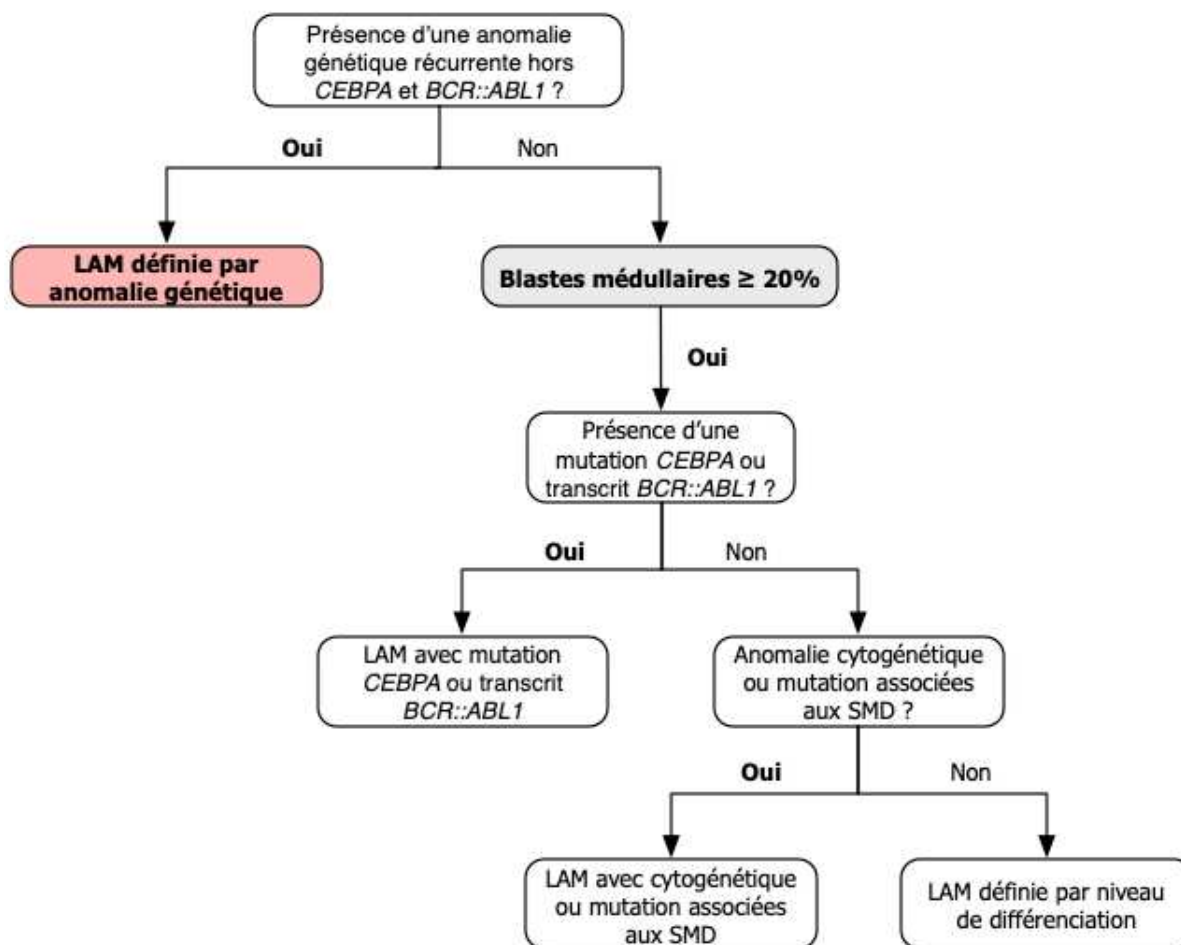 Présence d'une anomalie
génétique récurrente hors
CEBPA et BCR::ABL1 ?
Oui
Non
LAM définie par
anomalie génétique
Blastes médullaires ≥ 20%
Oui
Présence d'une
mutation CEBPA ou
transcrit BCR::ABL1 ?
Oui
Non
LAM avec mutation
CEBPA ou transcrit
BCR::ABL1
Anomalie cytogénétique
ou mutation associées
aux SMD ?
Oui
Non
LAM avec cytogénétique
ou mutation associées
aux SMD
LAM définie par niveau
de différenciation